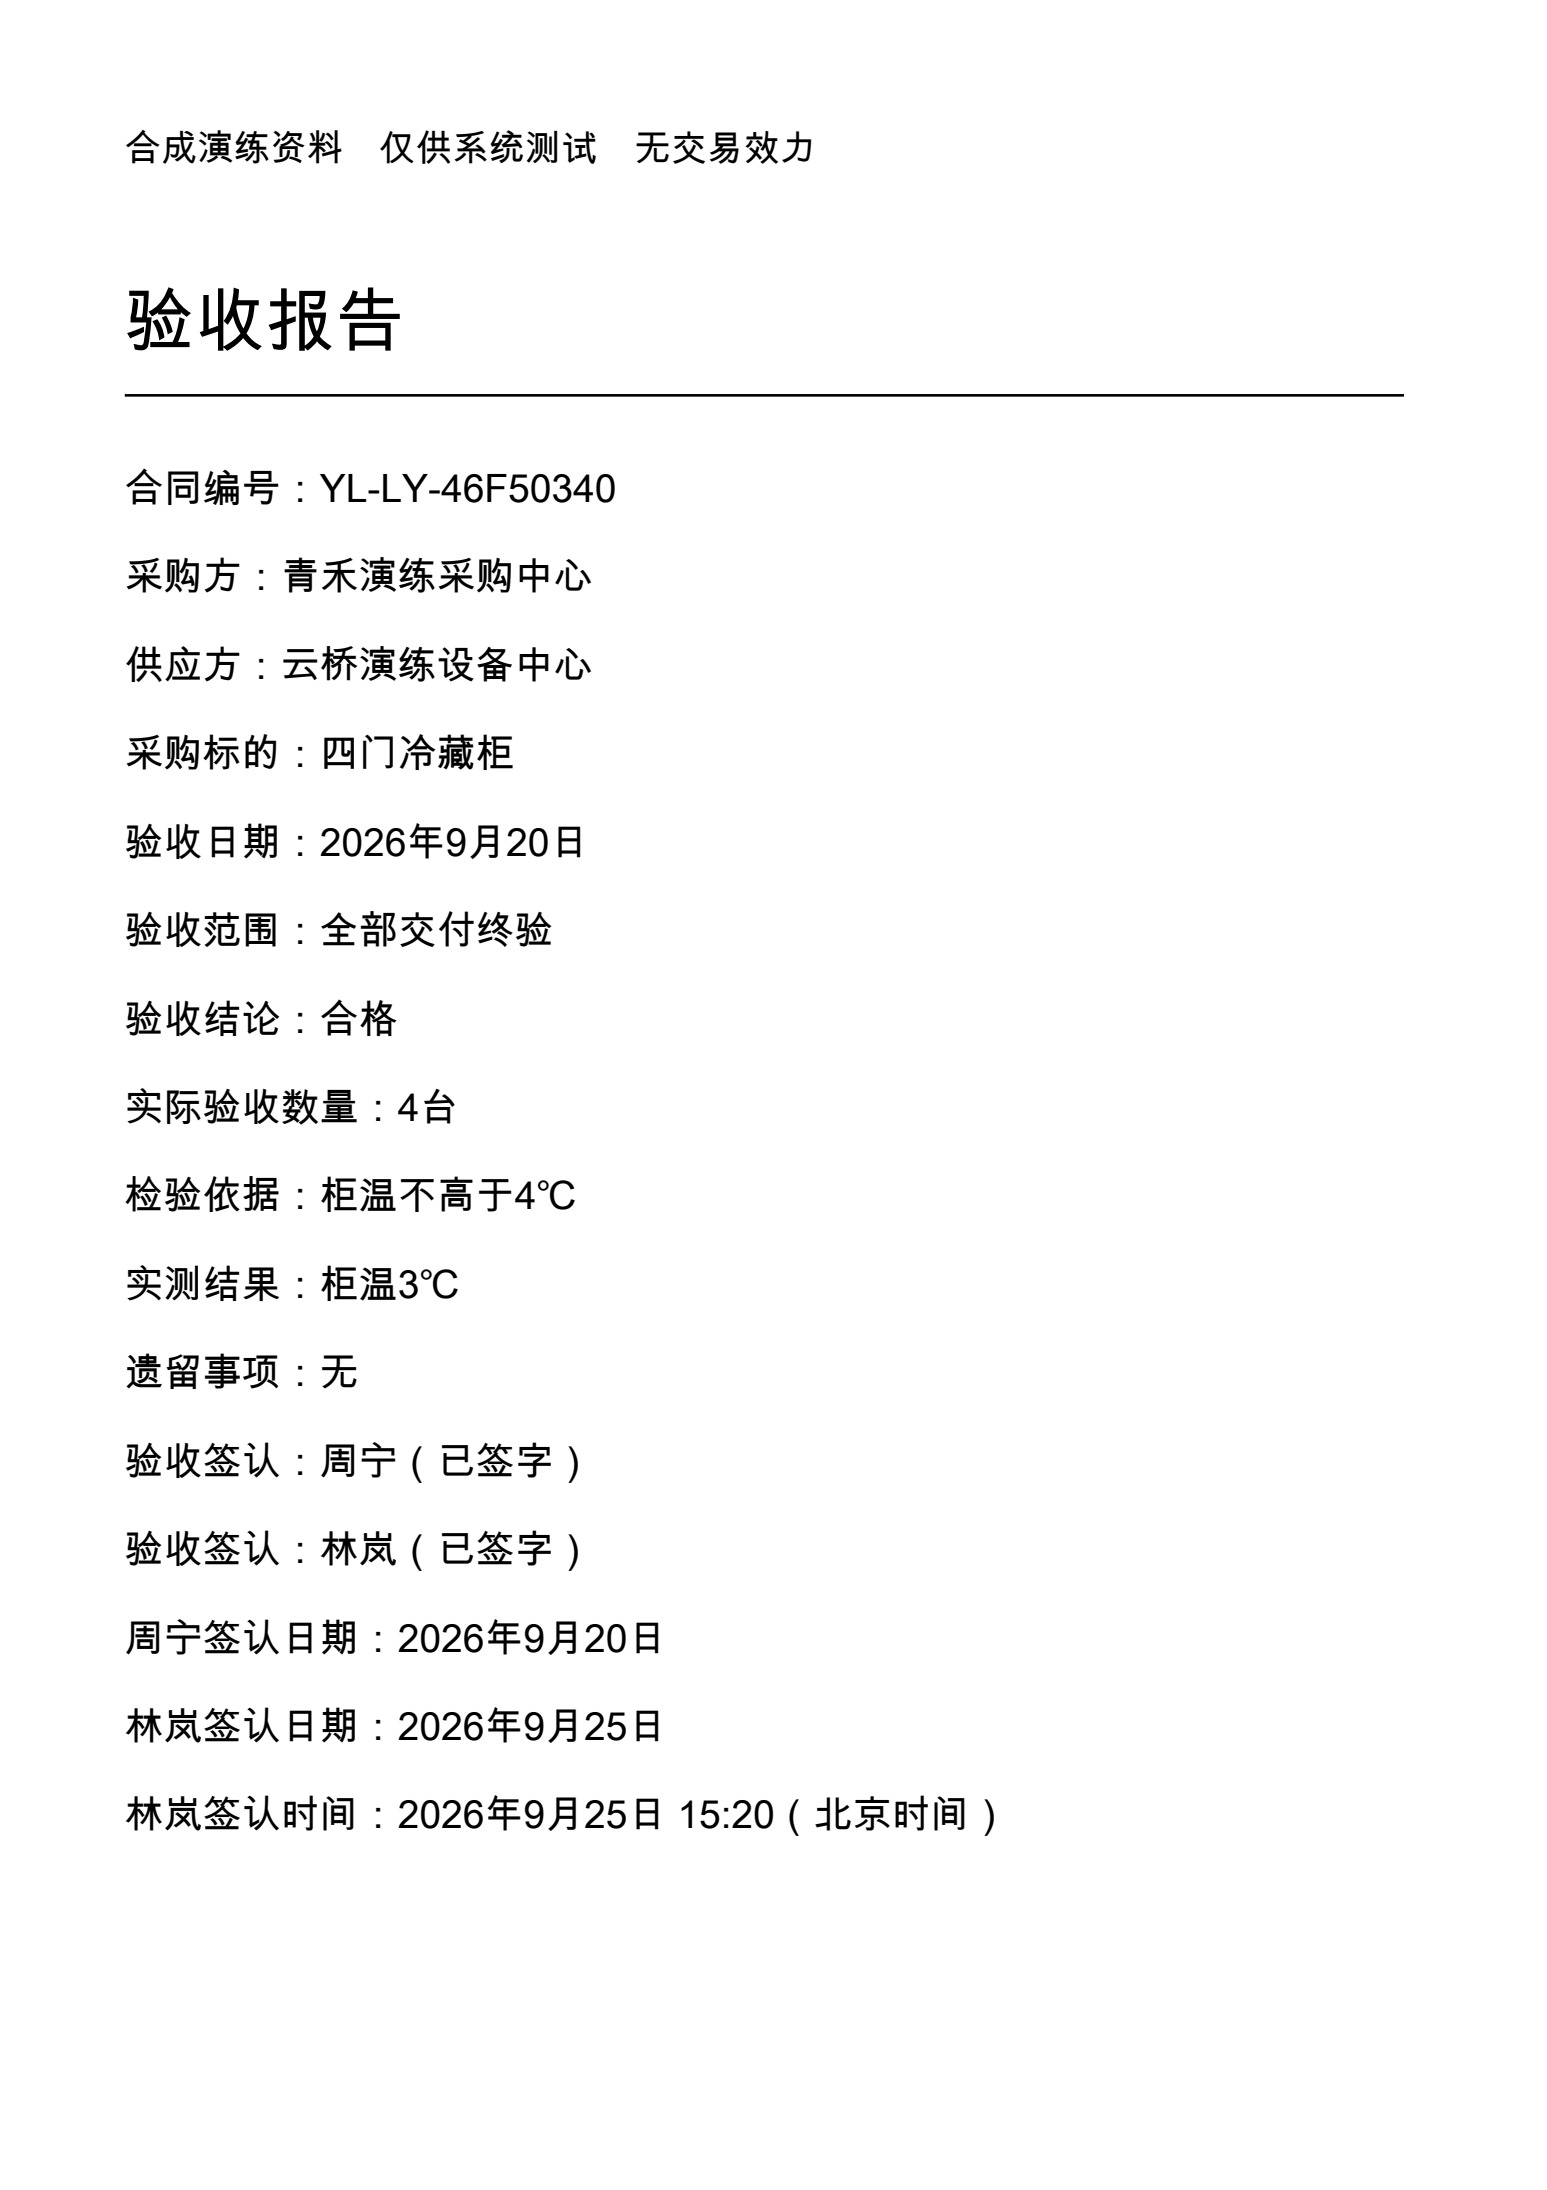 合成演练资料　仅供系统测试　无交易效力
验收报告
合同编号：YL-LY-46F50340
采购方：青禾演练采购中心
供应方：云桥演练设备中心
采购标的：四门冷藏柜
验收日期：2026年9月20日
验收范围：全部交付终验
验收结论：合格
实际验收数量：4台
检验依据：柜温不高于4℃
实测结果：柜温3℃
遗留事项：无
验收签认：周宁（已签字）
验收签认：林岚（已签字）
周宁签认日期：2026年9月20日
林岚签认日期：2026年9月25日
林岚签认时间：2026年9月25日 15:20（北京时间）